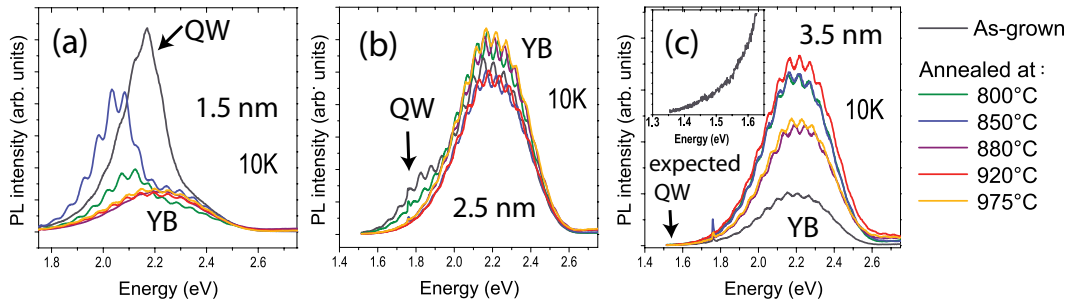 (a)
QW
1.5 nm
10K
YB
PL intensity (arb. units)
1.8 2.0 2.2 2.4 2.6
Energy (eV)
(b)
YB
10K
QW
2.5 nm
PL intensity (arb. units)
1.4 1.6 1.8 2.0 2.2 2.4 2.6
Energy (eV)
(c)
3.5 nm
10K
1.3 1.4 1.5 1.6
Energy (eV)
expected
QW
YB
PL intensity (arb. units)
1.4 1.6 1.8 2.0 2.2 2.4 2.6
Energy (eV)
As-grown
Annealed at :
800°C
850°C
880°C
920°C
975°C